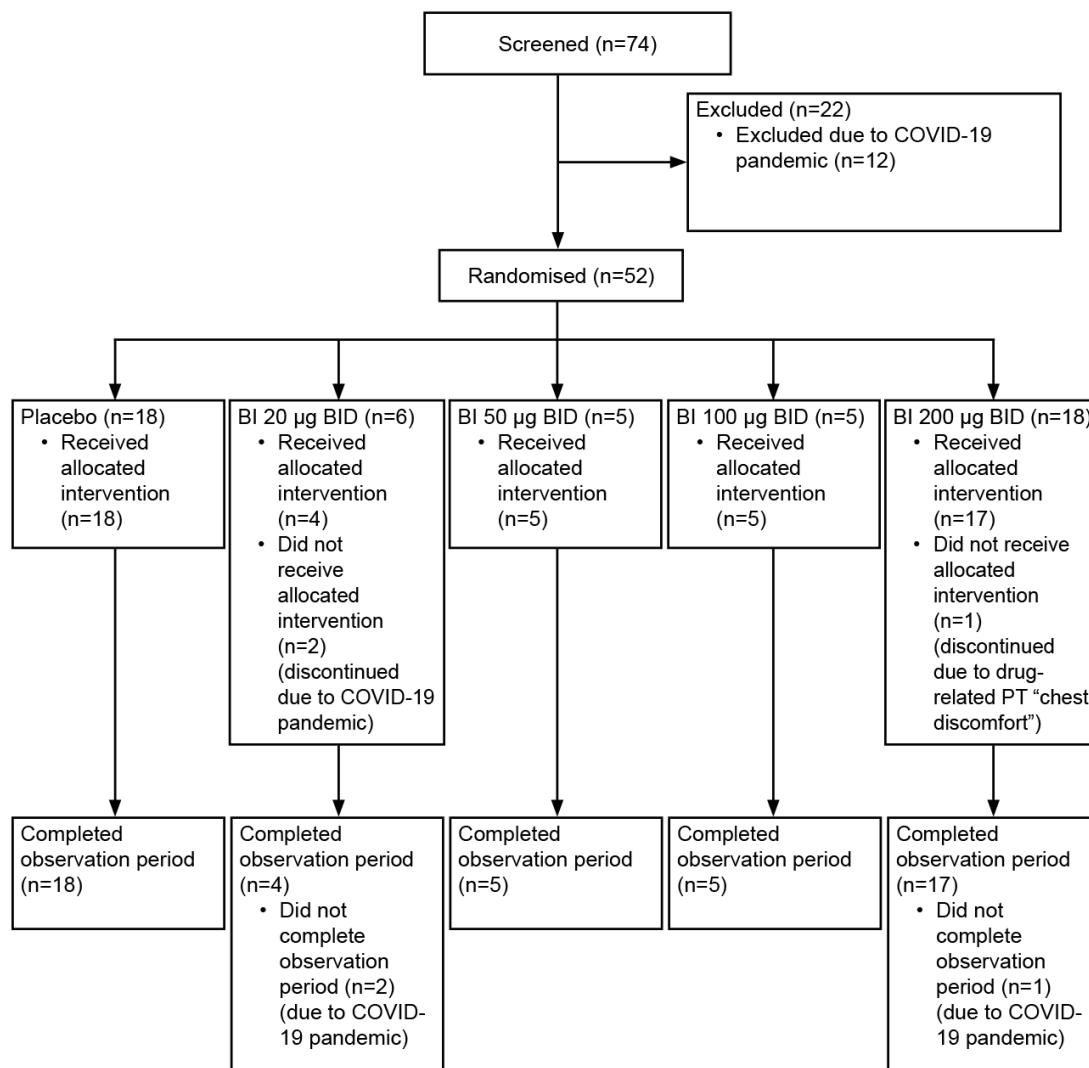 Screened (n=74)
Excluded (n=22)
• Excluded due to COVID-19
pandemic (n=12)
Randomised (n=52)
Placebo (n=18)
• Received
allocated
intervention
(n=18)
BI 20 µg BID (n=6)
• Received
allocated
intervention
(n=4)
• Did not
receive
allocated
intervention
(n=2)
(discontinued
due to COVID-19
pandemic)
BI 50 µg BID (n=5)
• Received
allocated
intervention
(n=5)
BI 100 µg BID (n=5)
• Received
allocated
intervention
(n=5)
BI 200 µg BID (n=18)
• Received
allocated
intervention
(n=17)
• Did not receive
allocated
intervention
(n=1)
(discontinued
due to drug-
related PT “chest
discomfort”)
Completed
observation period
(n=18)
Completed
observation period
(n=4)
• Did not
complete
observation
period (n=2)
(due to COVID-
19 pandemic)
Completed
observation period
(n=5)
Completed
observation period
(n=5)
Completed
observation period
(n=17)
• Did not
complete
observation
period (n=1)
(due to COVID-
19 pandemic)